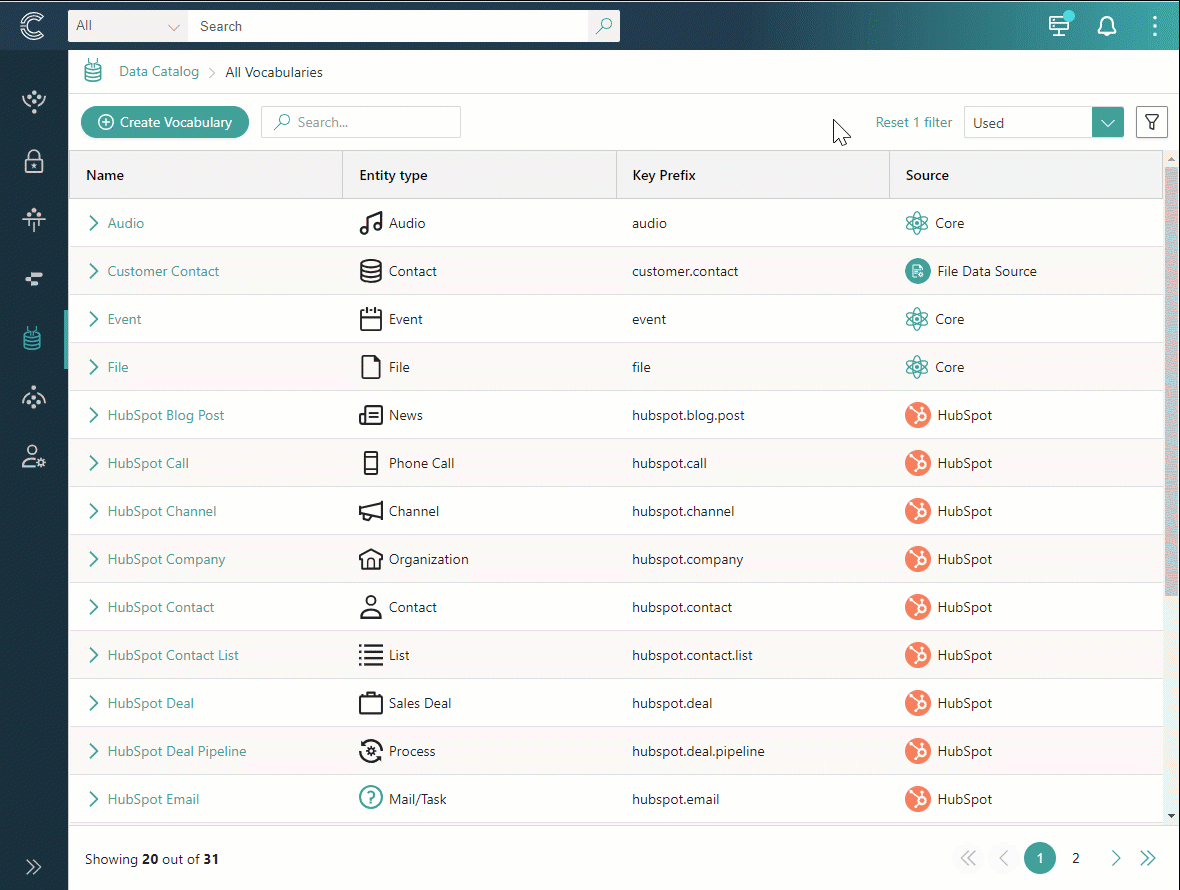 All Search
Data Catalog All Vocabularies
Create Vocabulary Search... Reset 1 filter Used
Name Entity type Key Prefix Source
Audio Audio audio Core
Customer Contact Contact customer.contact File Data Source
Event Event event Core
File File file Core
HubSpot Blog Post News hubspot.blog.post HubSpot
HubSpot Call Phone Call hubspot.call HubSpot
HubSpot Channel Channel hubspot.channel HubSpot
HubSpot Company Organization hubspot.company HubSpot
HubSpot Contact Contact hubspot.contact HubSpot
HubSpot Contact List List hubspot.contact.list HubSpot
HubSpot Deal Sales Deal hubspot.deal HubSpot
HubSpot Deal Pipeline Process hubspot.deal.pipeline HubSpot
HubSpot Email Mail/Task hubspot.email HubSpot
Showing 20 out of 31 1 2